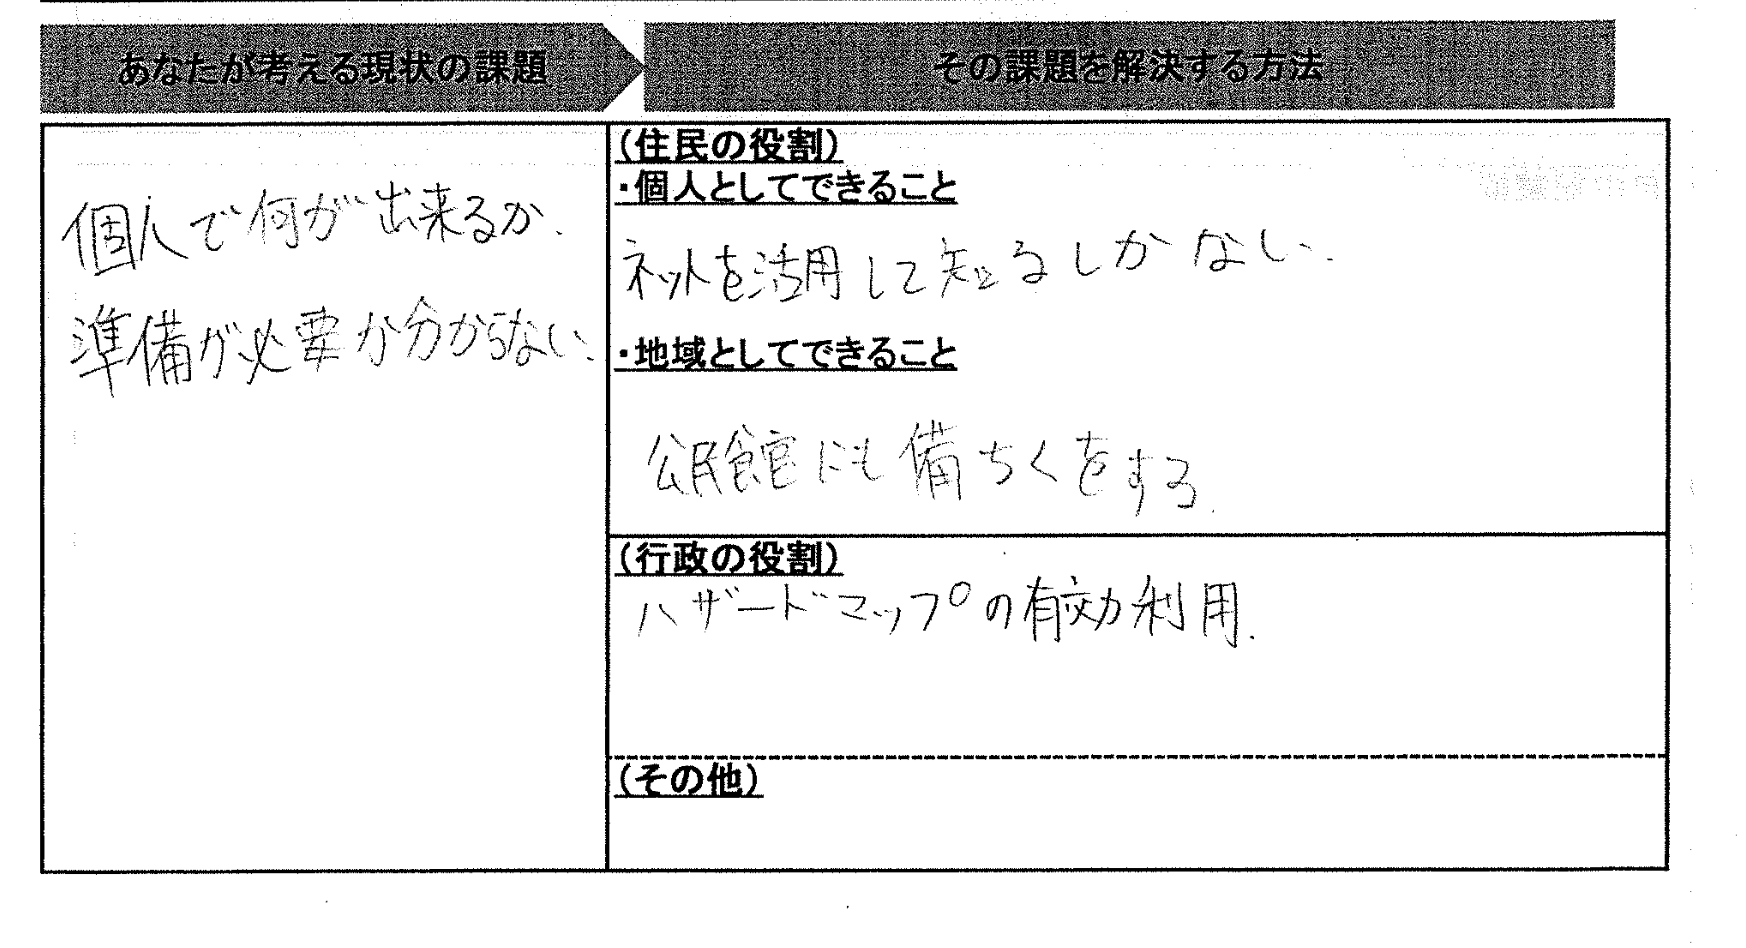 あなたが考える現状の課題
その課題を解決する方法
個人で何が出来るか、
準備が必要か分からない。
（住民の役割）
・個人としてできること
ネットを活用して知るしかない。
・地域としてできること
公民館にも備ちくをする。
（行政の役割）
ハザードマップの有効利用。
（その他）